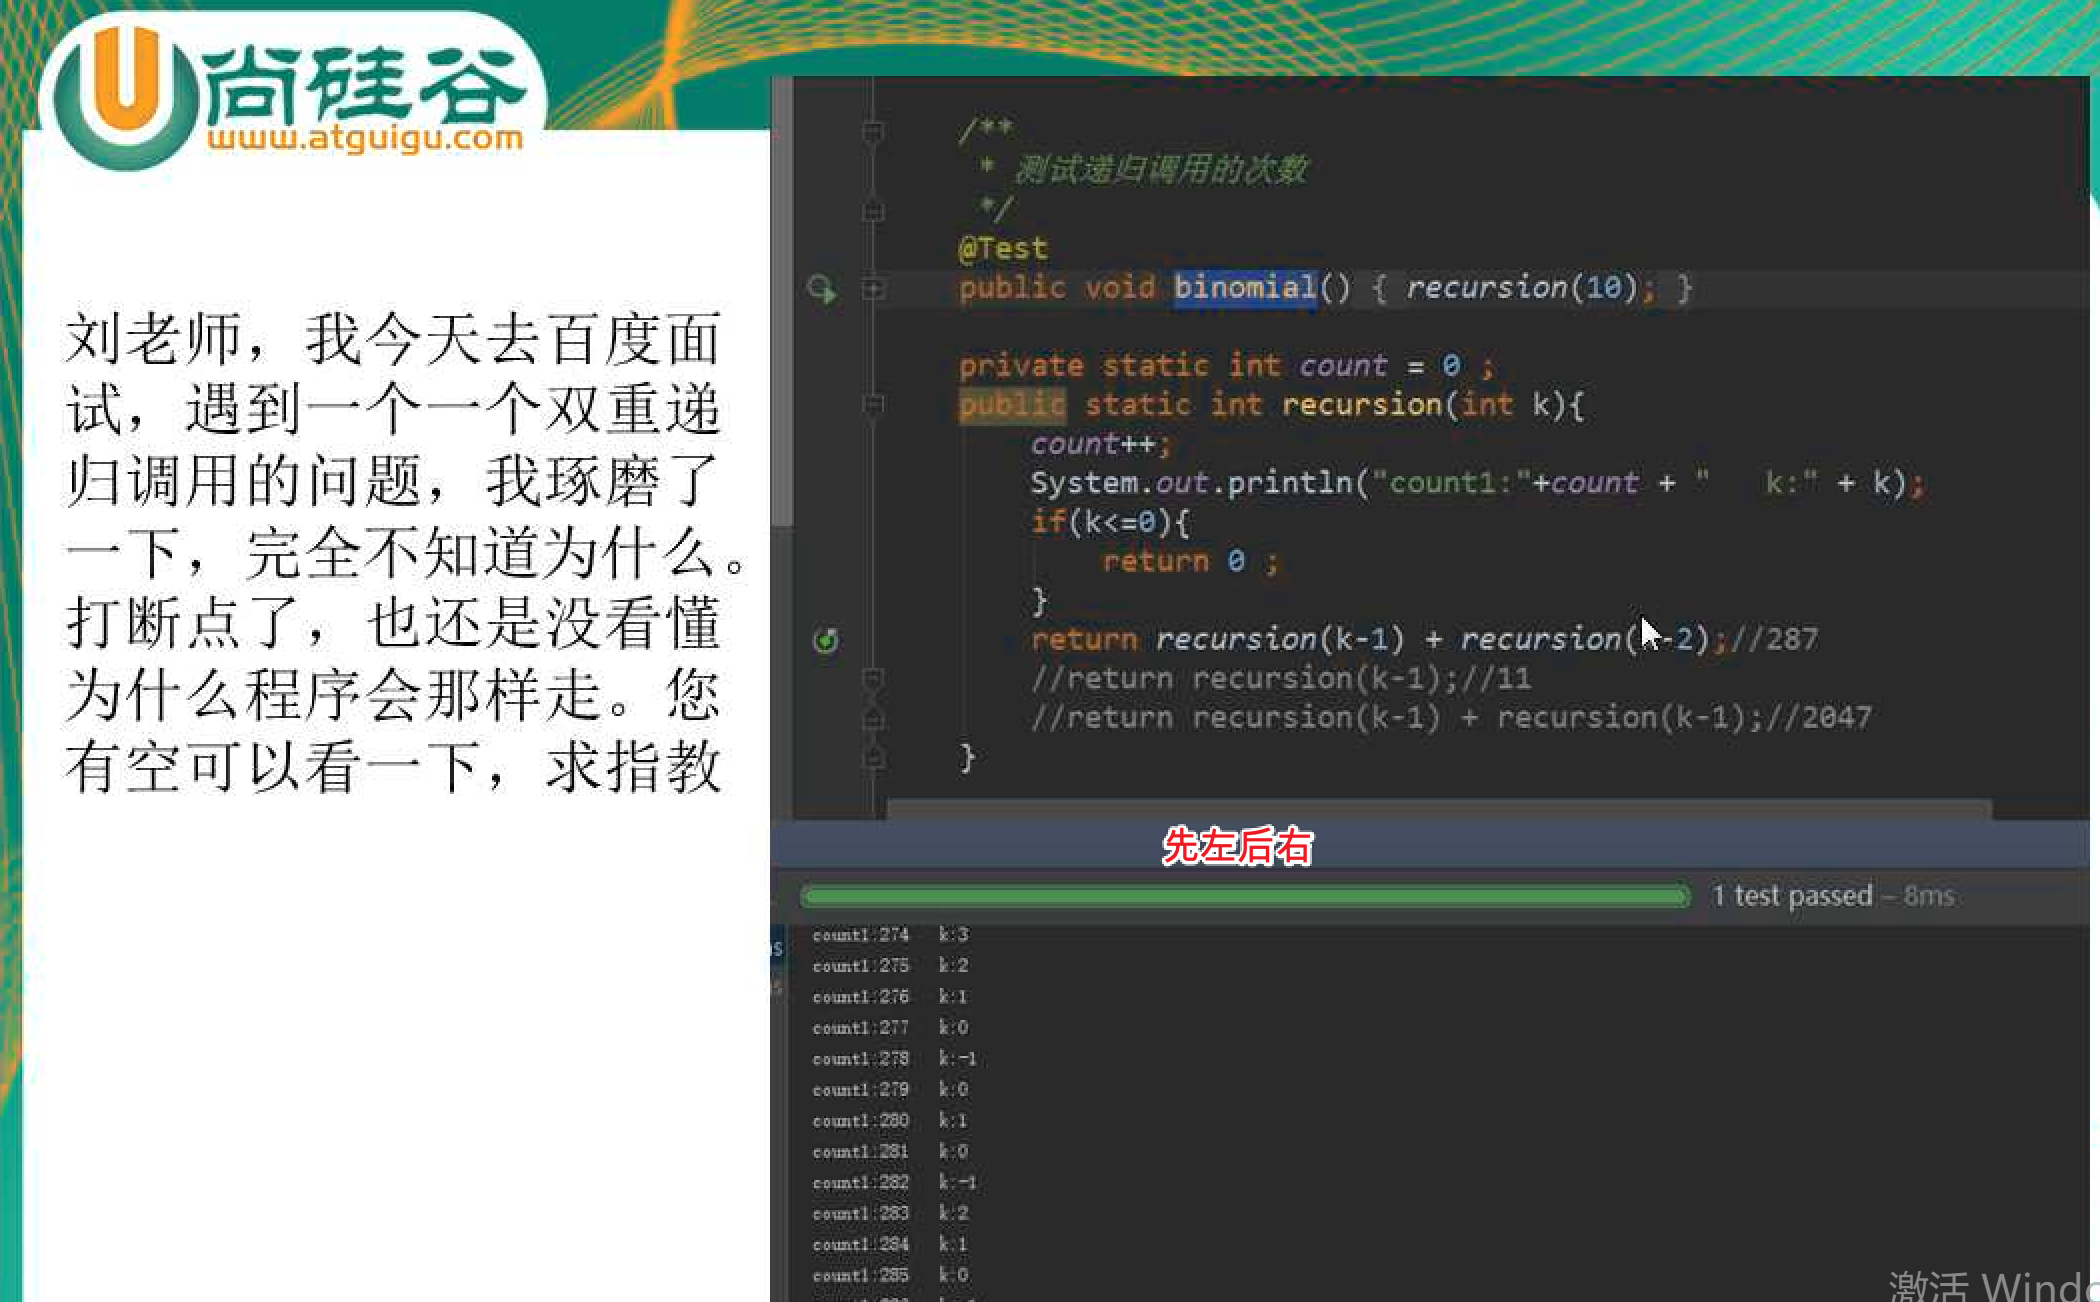 尚硅谷
www.atguigu.com
刘老师，我今天去百度面
试，遇到一个一个双重递
归调用的问题，我琢磨了
一下，完全不知道为什么。
打断点了，也还是没看懂
为什么程序会那样走。您
有空可以看一下，求指教
/**
* 测试递归调用的次数
*/
@Test
public void binomial() { recursion(10); }
private static int count = 0 ;
public static int recursion(int k){
count++;
System.out.println("count1:"+count + "   k:" + k);
if(k<=0){
return 0 ;
}
return recursion(k-1) + recursion( -2);//287
//return recursion(k-1);//11
//return recursion(k-1) + recursion(k-1);//2047
}
先左后右
1 test passed – 8ms
count1:274   k:3
count1:275   k:2
count1:276   k:1
count1:277   k:0
count1:278   k:-1
count1:279   k:0
count1:280   k:1
count1:281   k:0
count1:282   k:-1
count1:283   k:2
count1:284   k:1
count1:285   k:0
激活 Windo